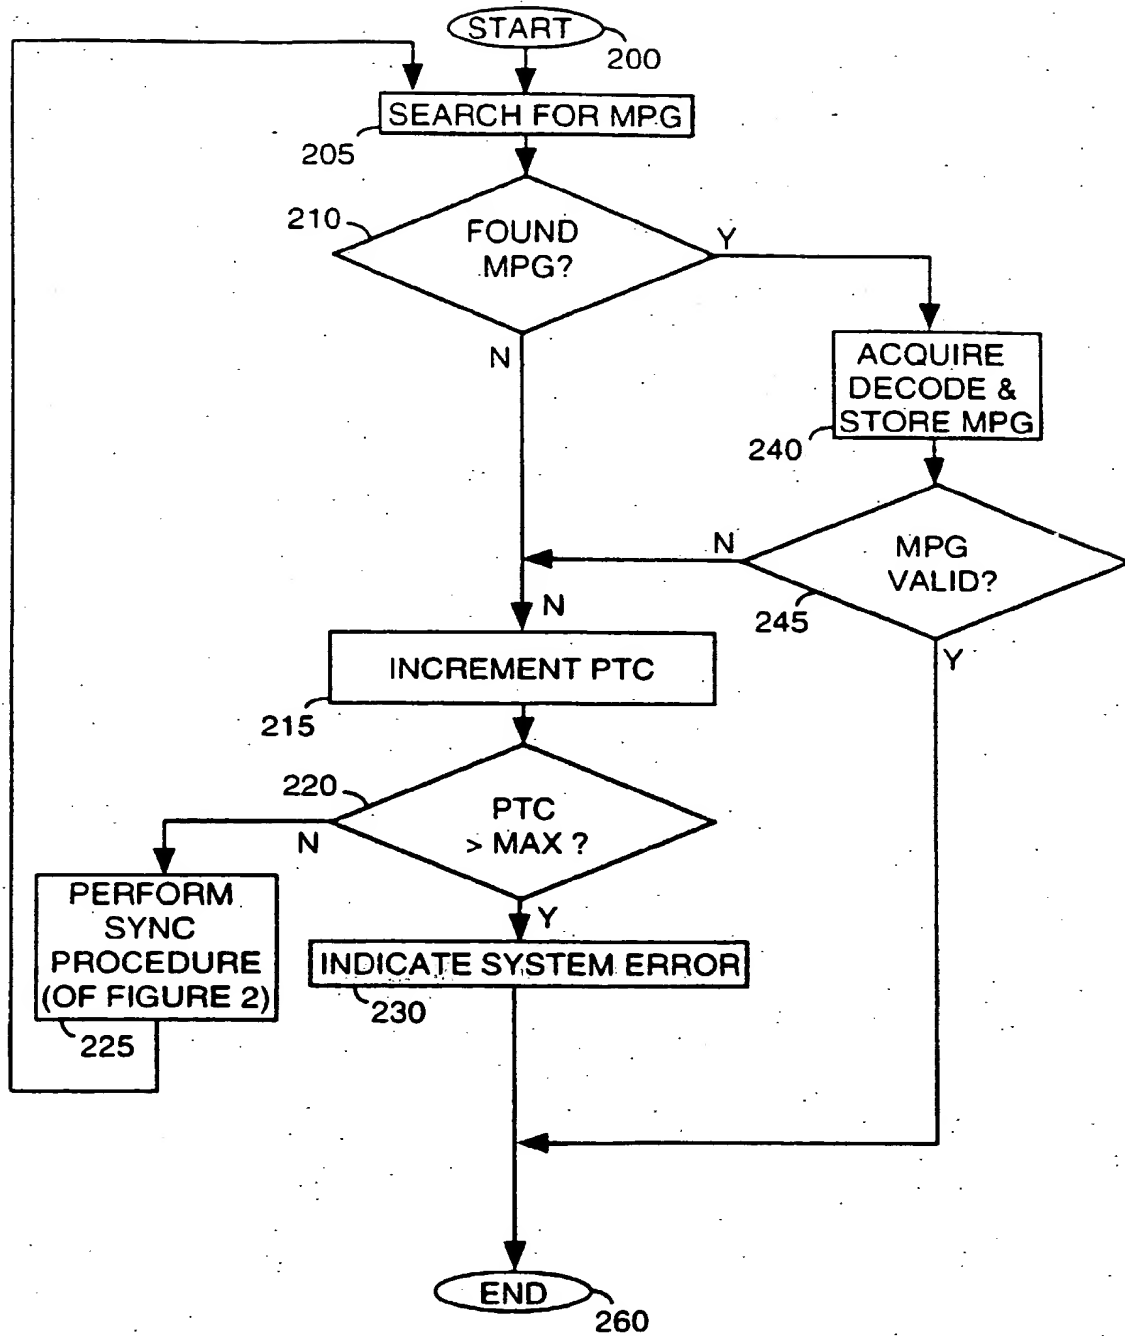 START
200
SEARCH FOR MPG
205
210
FOUND
MPG?
Y
N
ACQUIRE
DECODE &
STORE MPG
240
N
MPG
VALID?
245
N
Y
INCREMENT PTC
215
220
PTC
> MAX ?
N
Y
PERFORM
SYNC
PROCEDURE
(OF FIGURE 2)
225
INDICATE SYSTEM ERROR
230
END
260